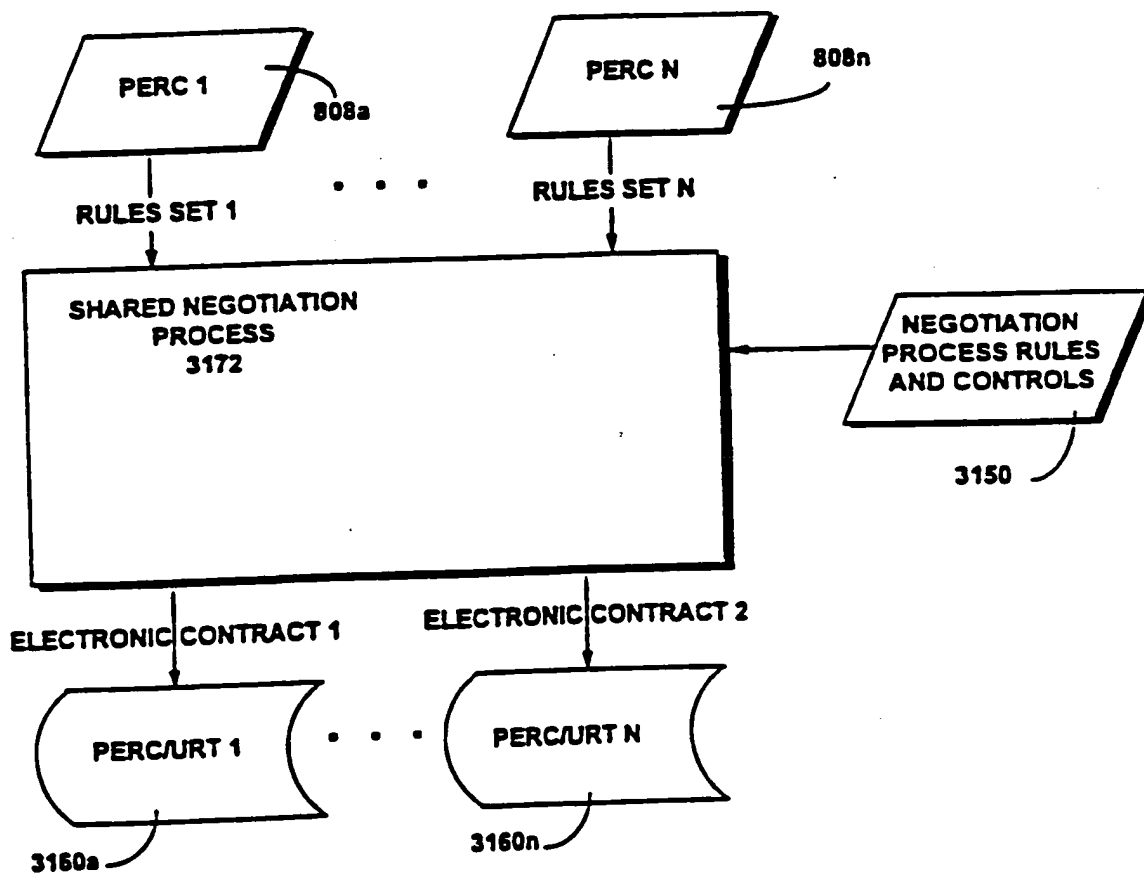 PERC 1
808a
PERC N
808n
RULES SET 1
RULES SET N
SHARED NEGOTIATION
PROCESS
3172
NEGOTIATION
PROCESS RULES
AND CONTROLS
3150
ELECTRONIC CONTRACT 1
ELECTRONIC CONTRACT 2
PERC/URT 1
PERC/URT N
3160a
3160n